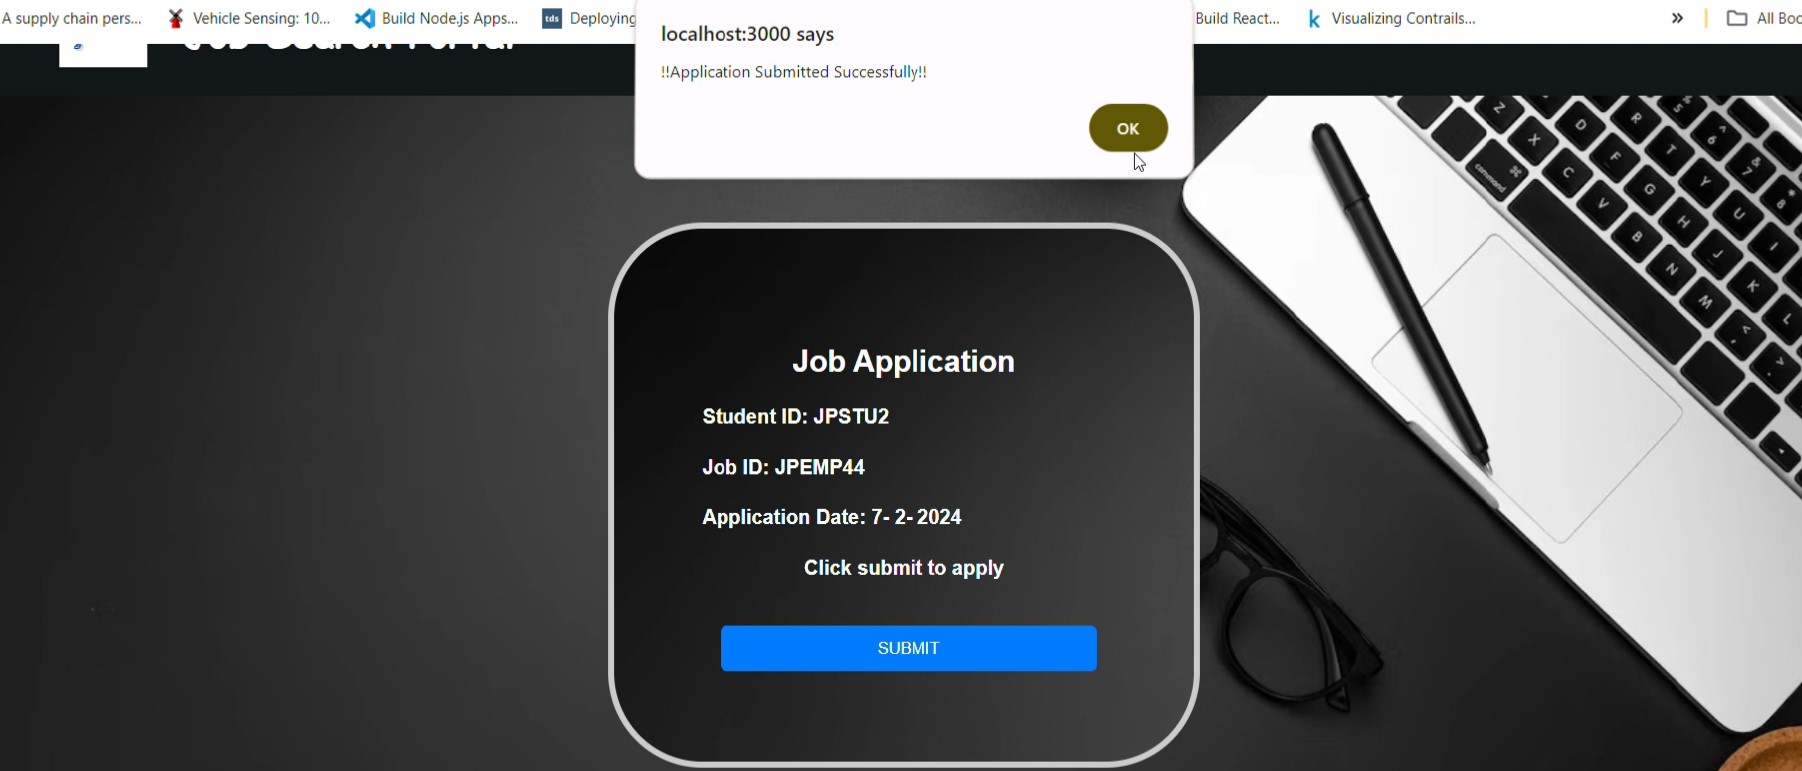 A supply chain pers...
Vehicle Sensing: 10...
Build Node.js Apps...
tds
Deploying
Build React...
Visualizing Contrails...
»
All Boo
localhost:3000 says
!!Application Submitted Successfully!!
OK
Job Application
Student ID: JPSTU2
Job ID: JPEMP44
Application Date: 7- 2- 2024
Click submit to apply
SUBMIT
command
Z
X
C
V
B
N
M
D
F
G
H
J
K
L
R
T
Y
U
I